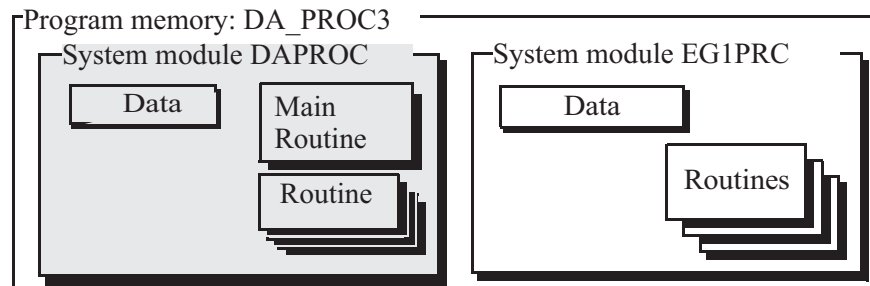 Program memory: DA_PROC3
System module DAPROC
Data
Main
Routine
Routine
System module EG1PRC
Data
Routines